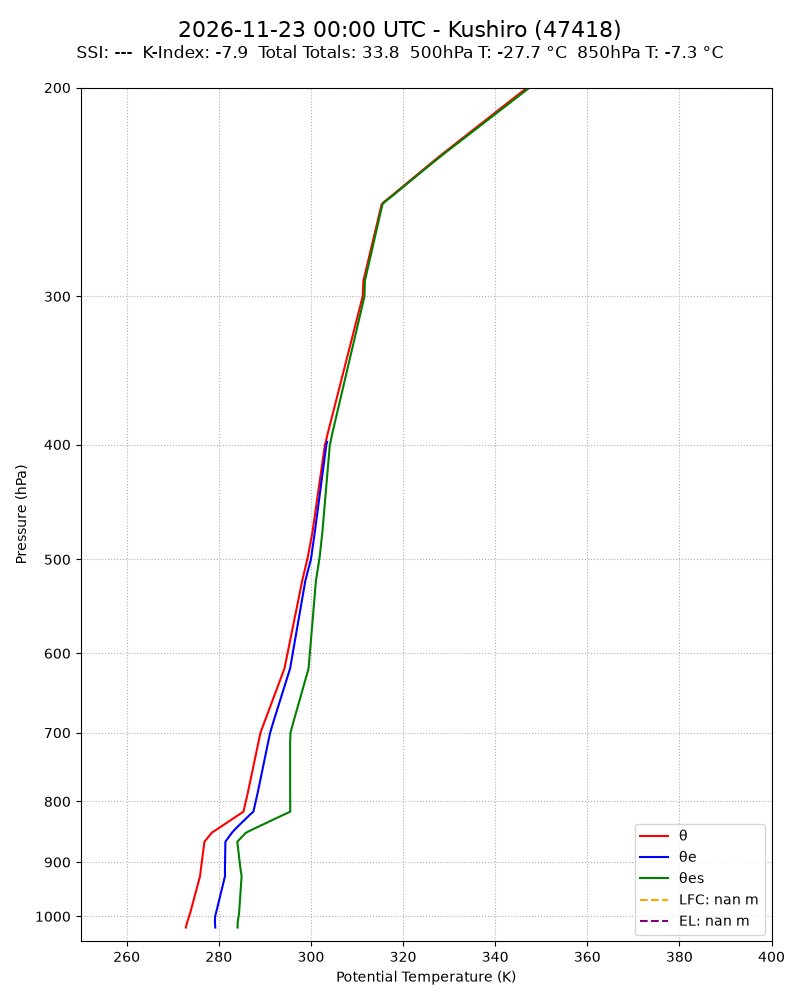 2026-11-23 00:00 UTC - Kushiro (47418)
SSI: ---  K-Index: -7.9  Total Totals: 33.8  500hPa T: -27.7 °C  850hPa T: -7.3 °C
200
300
400
500
600
700
800
900
1000
Pressure (hPa)
260
280
300
320
340
360
380
400
Potential Temperature (K)
θ
θe
θes
LFC: nan m
EL: nan m